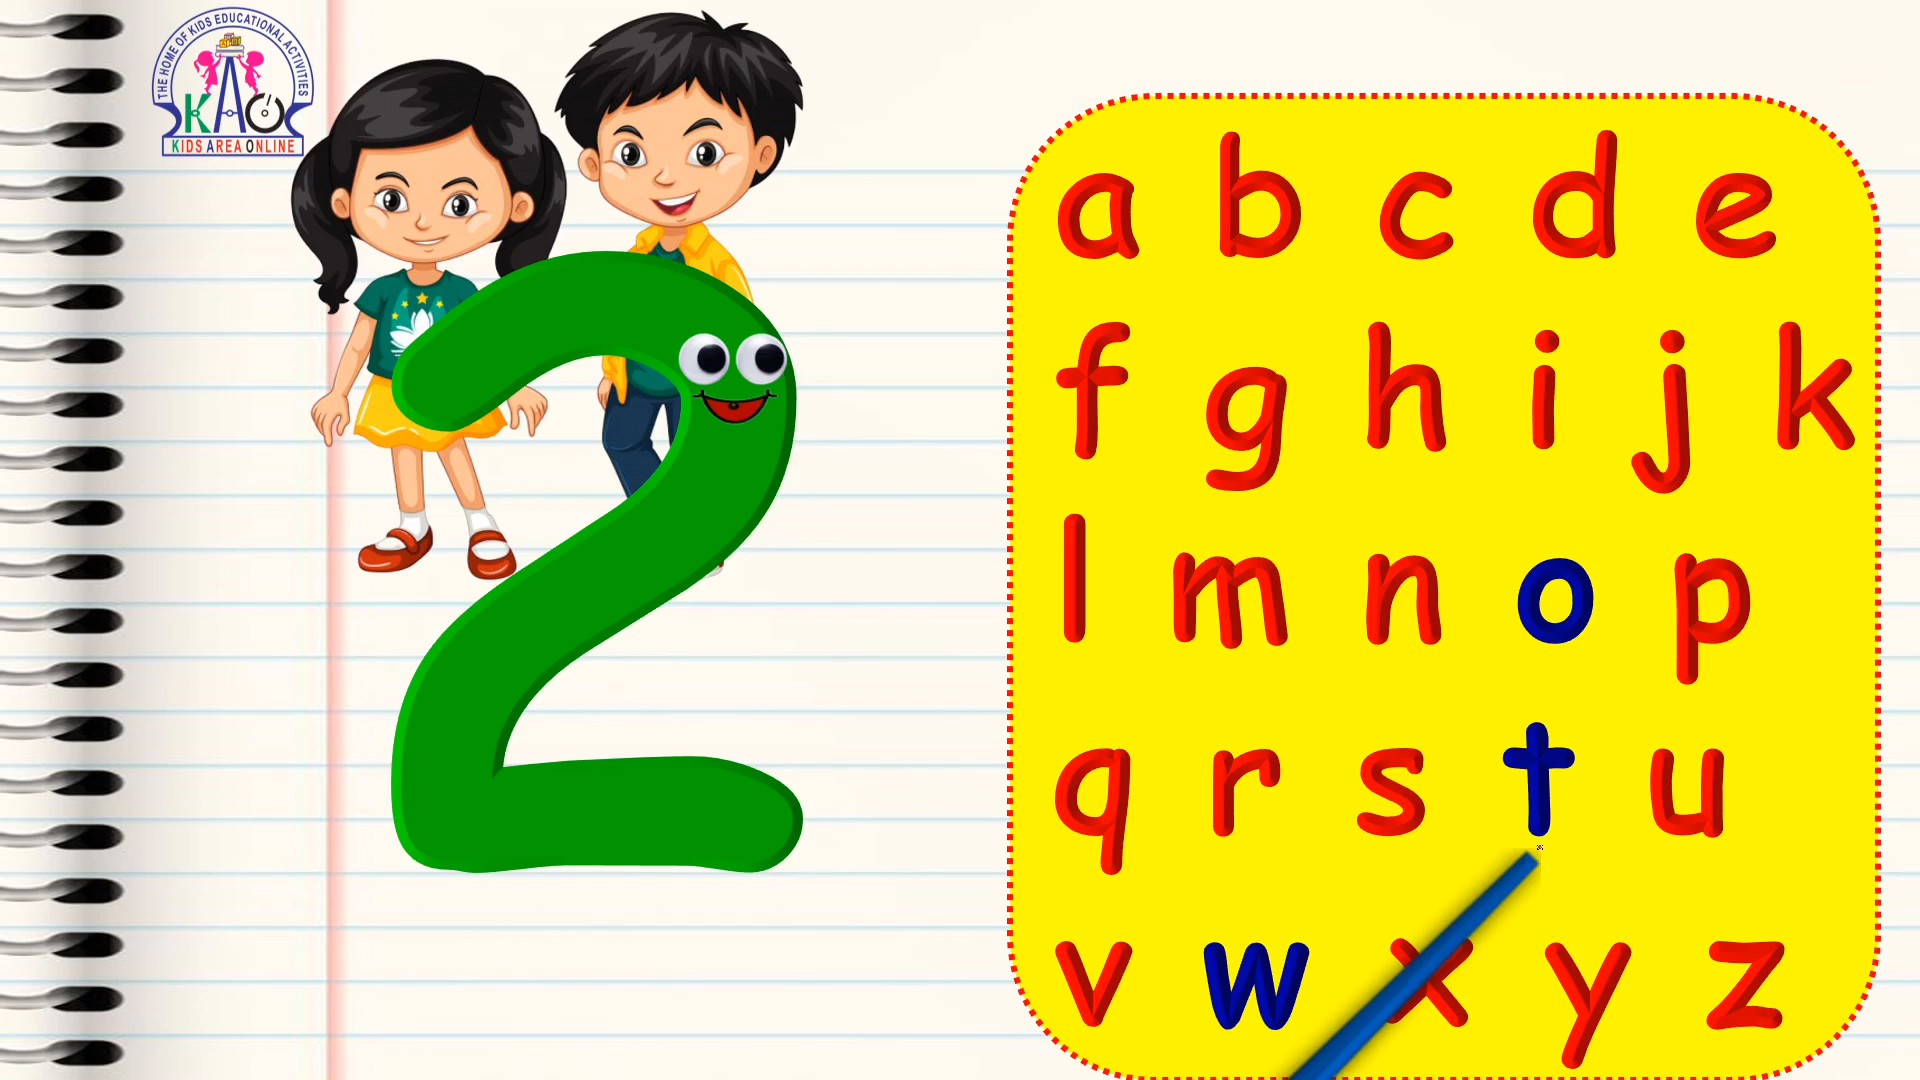 THE HOME OF KIDS EDUCATIONAL ACTIVITIES
KAO
KIDS AREA ONLINE
2
a b c d e
f g h i j k
l m n o p
q r s t u
v w x y z